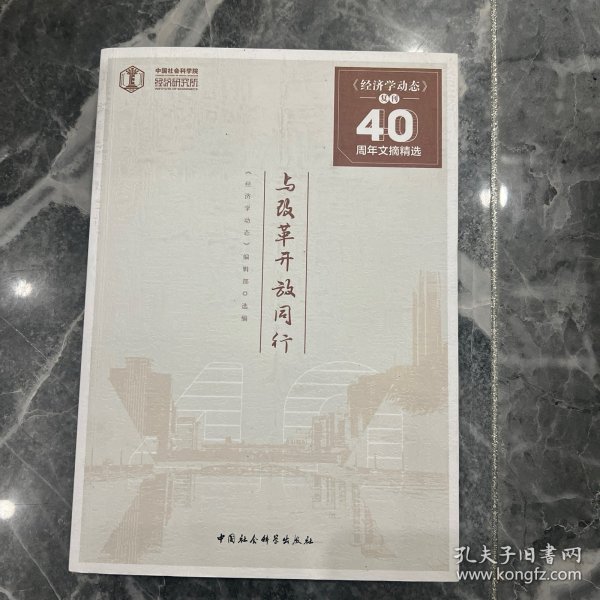 中国社会科学院
经济研究所
INSTITUTE OF ECONOMICS
《经济学动态》
复刊
40
周年文摘精选
与改革开放同行
《经济学动态》编辑部◎选编
中国社会科学出版社
孔夫子旧书网
www.kongfz.com